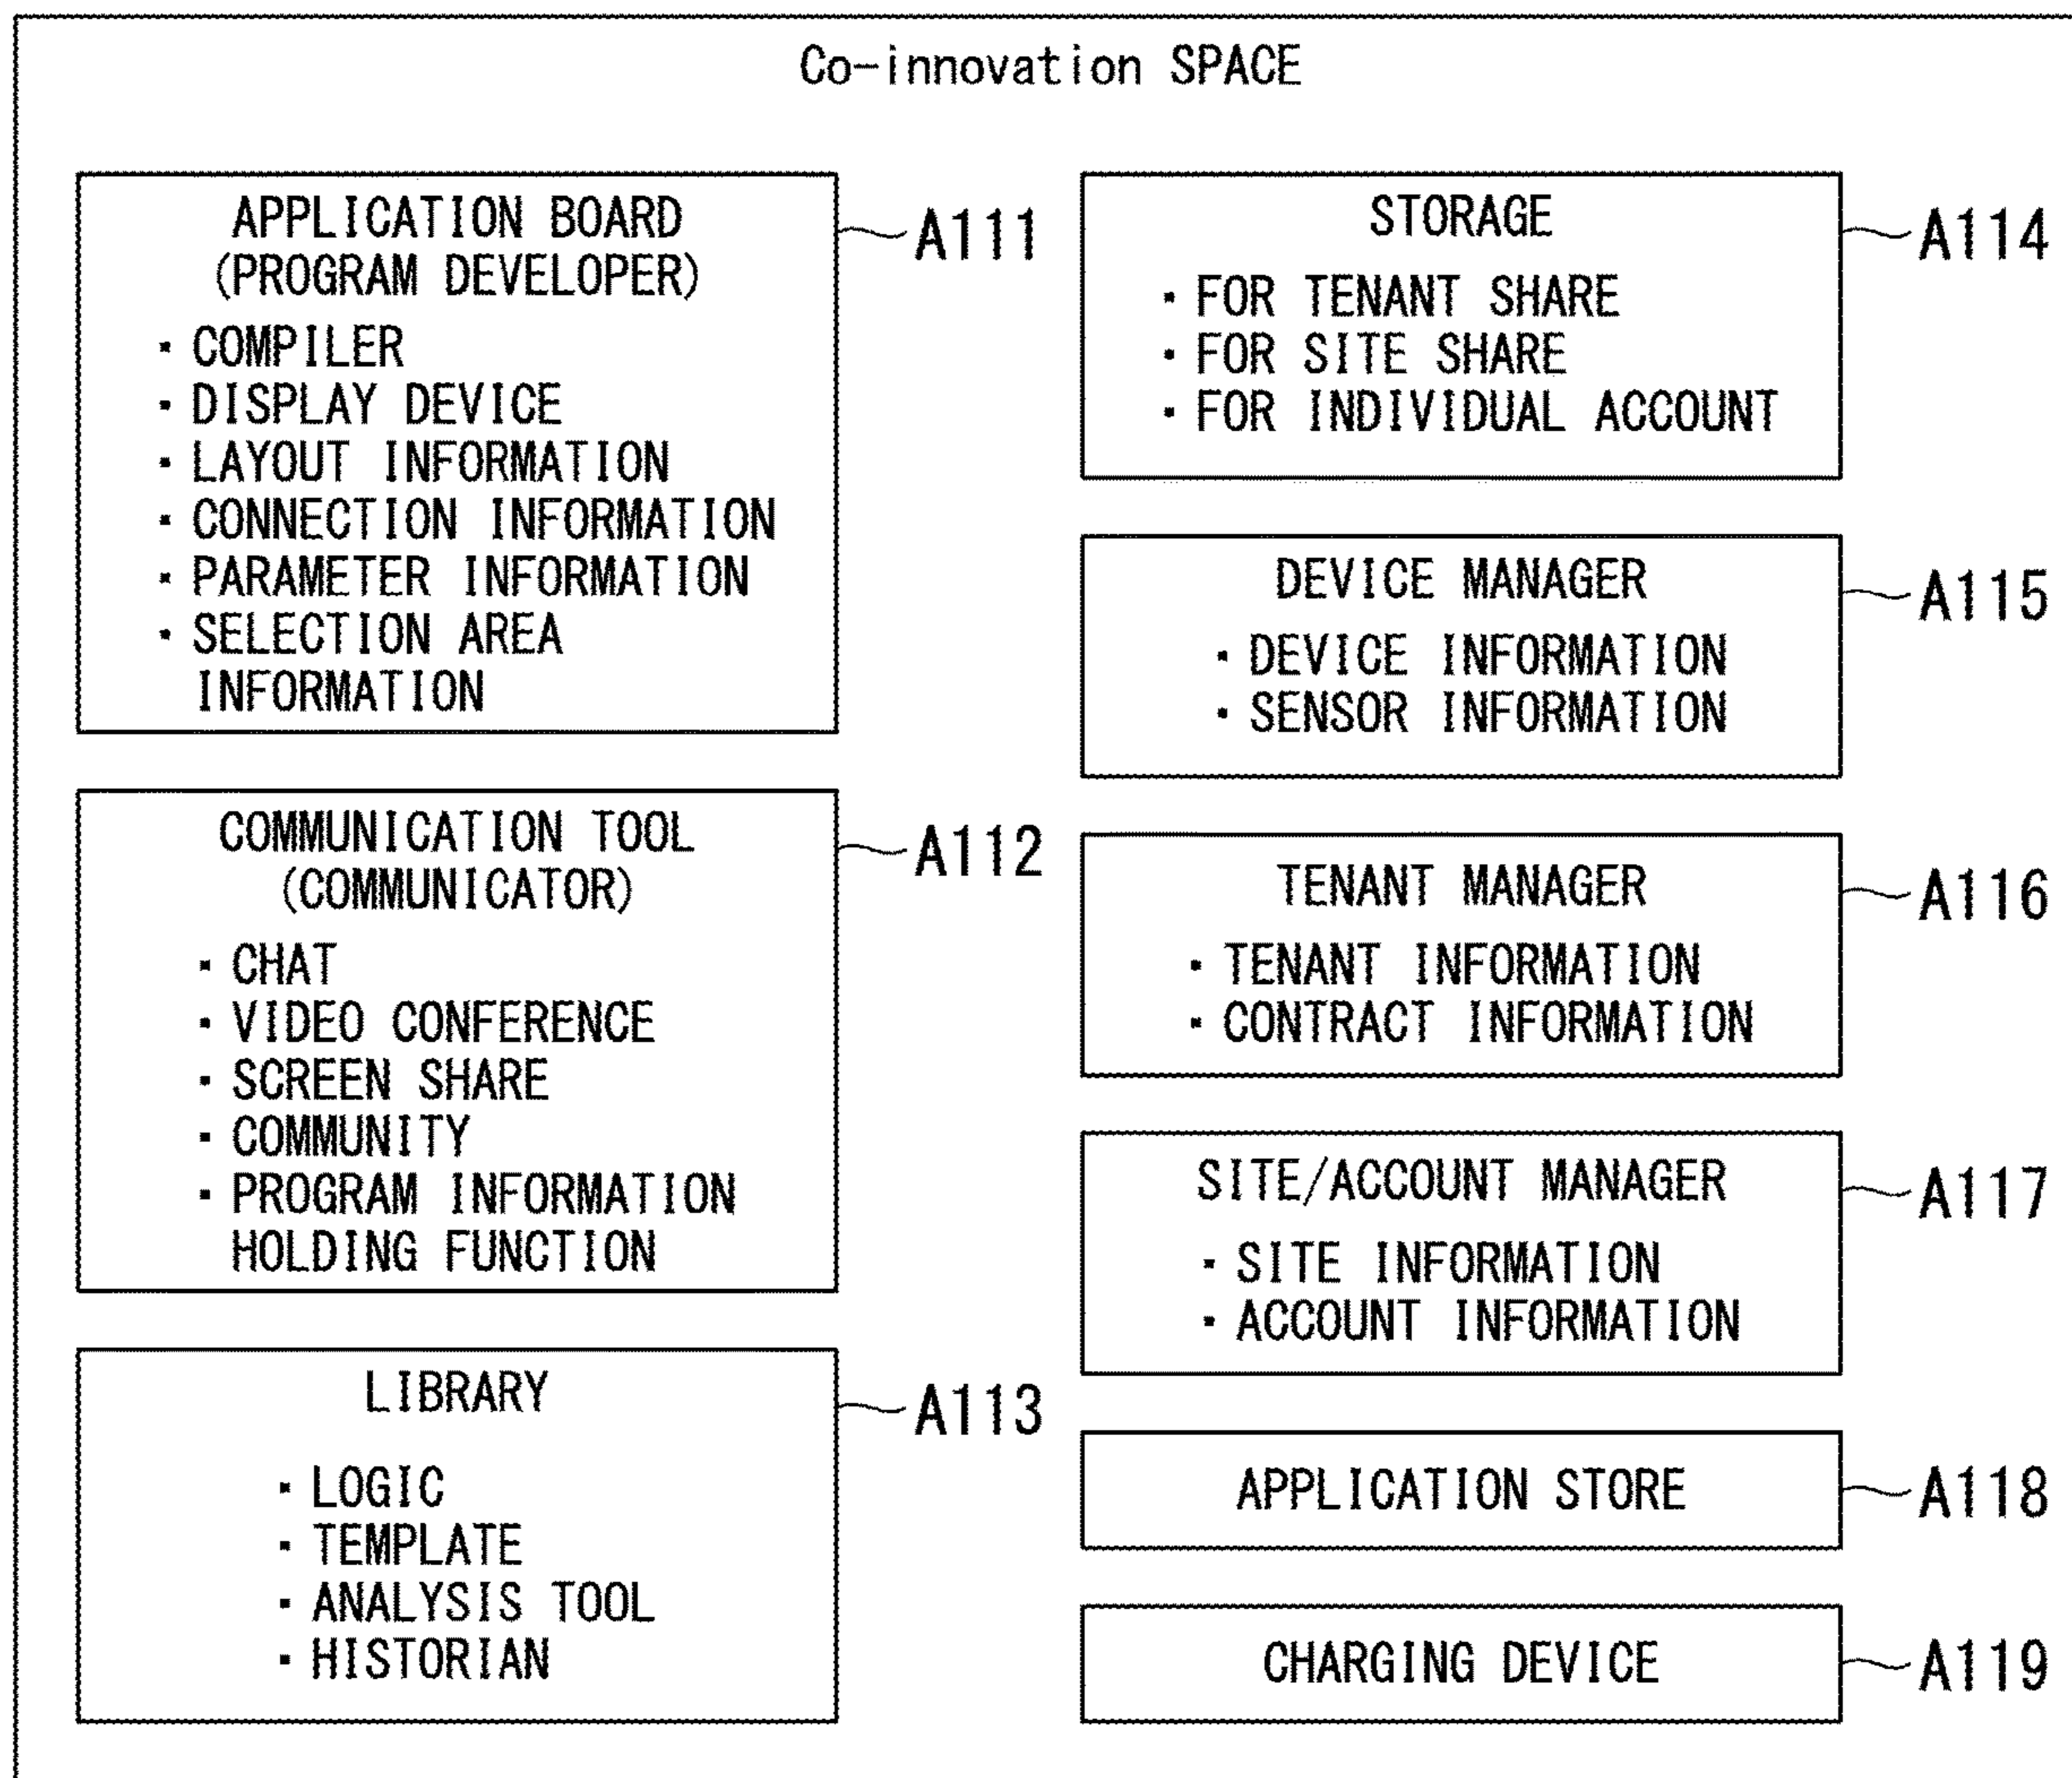 Co-innovation SPACE
APPLICATION BOARD
(PROGRAM DEVELOPER)
・COMPILER
・DISPLAY DEVICE
・LAYOUT INFORMATION
・CONNECTION INFORMATION
・PARAMETER INFORMATION
・SELECTION AREA
INFORMATION
A111
COMMUNICATION TOOL
(COMMUNICATOR)
・CHAT
・VIDEO CONFERENCE
・SCREEN SHARE
・COMMUNITY
・PROGRAM INFORMATION
HOLDING FUNCTION
A112
LIBRARY
・LOGIC
・TEMPLATE
・ANALYSIS TOOL
・HISTORIAN
A113
STORAGE
・FOR TENANT SHARE
・FOR SITE SHARE
・FOR INDIVIDUAL ACCOUNT
A114
DEVICE MANAGER
・DEVICE INFORMATION
・SENSOR INFORMATION
A115
TENANT MANAGER
・TENANT INFORMATION
・CONTRACT INFORMATION
A116
SITE/ACCOUNT MANAGER
・SITE INFORMATION
・ACCOUNT INFORMATION
A117
APPLICATION STORE
A118
CHARGING DEVICE
A119